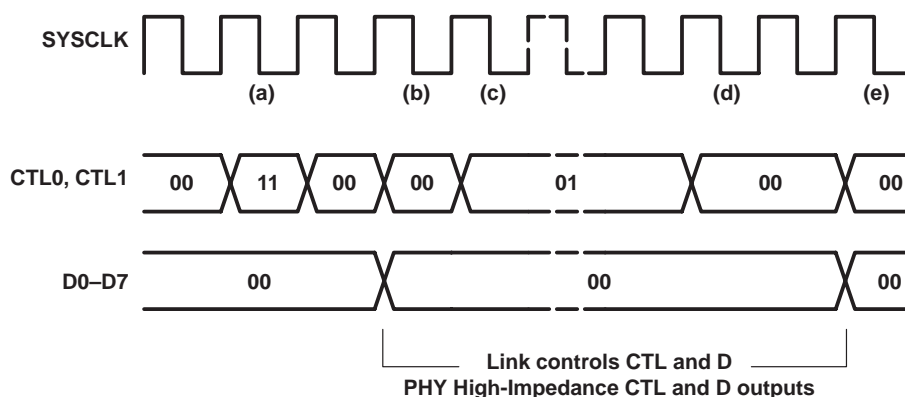 SYSCLK
(a) (b) (c) (d) (e)
CTL0, CTL1 00 11 00 00 01 00 00
D0–D7 00 00 00
Link controls CTL and D
PHY High-Impedance CTL and D outputs